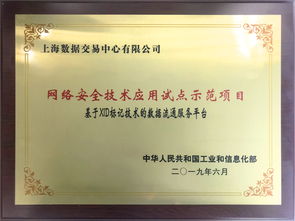 上海数据交易中心有限公司
网络安全技术应用试点示范项目
基于XID标记技术的数据流通服务平台
中华人民共和国工业和信息化部
二〇一九年六月